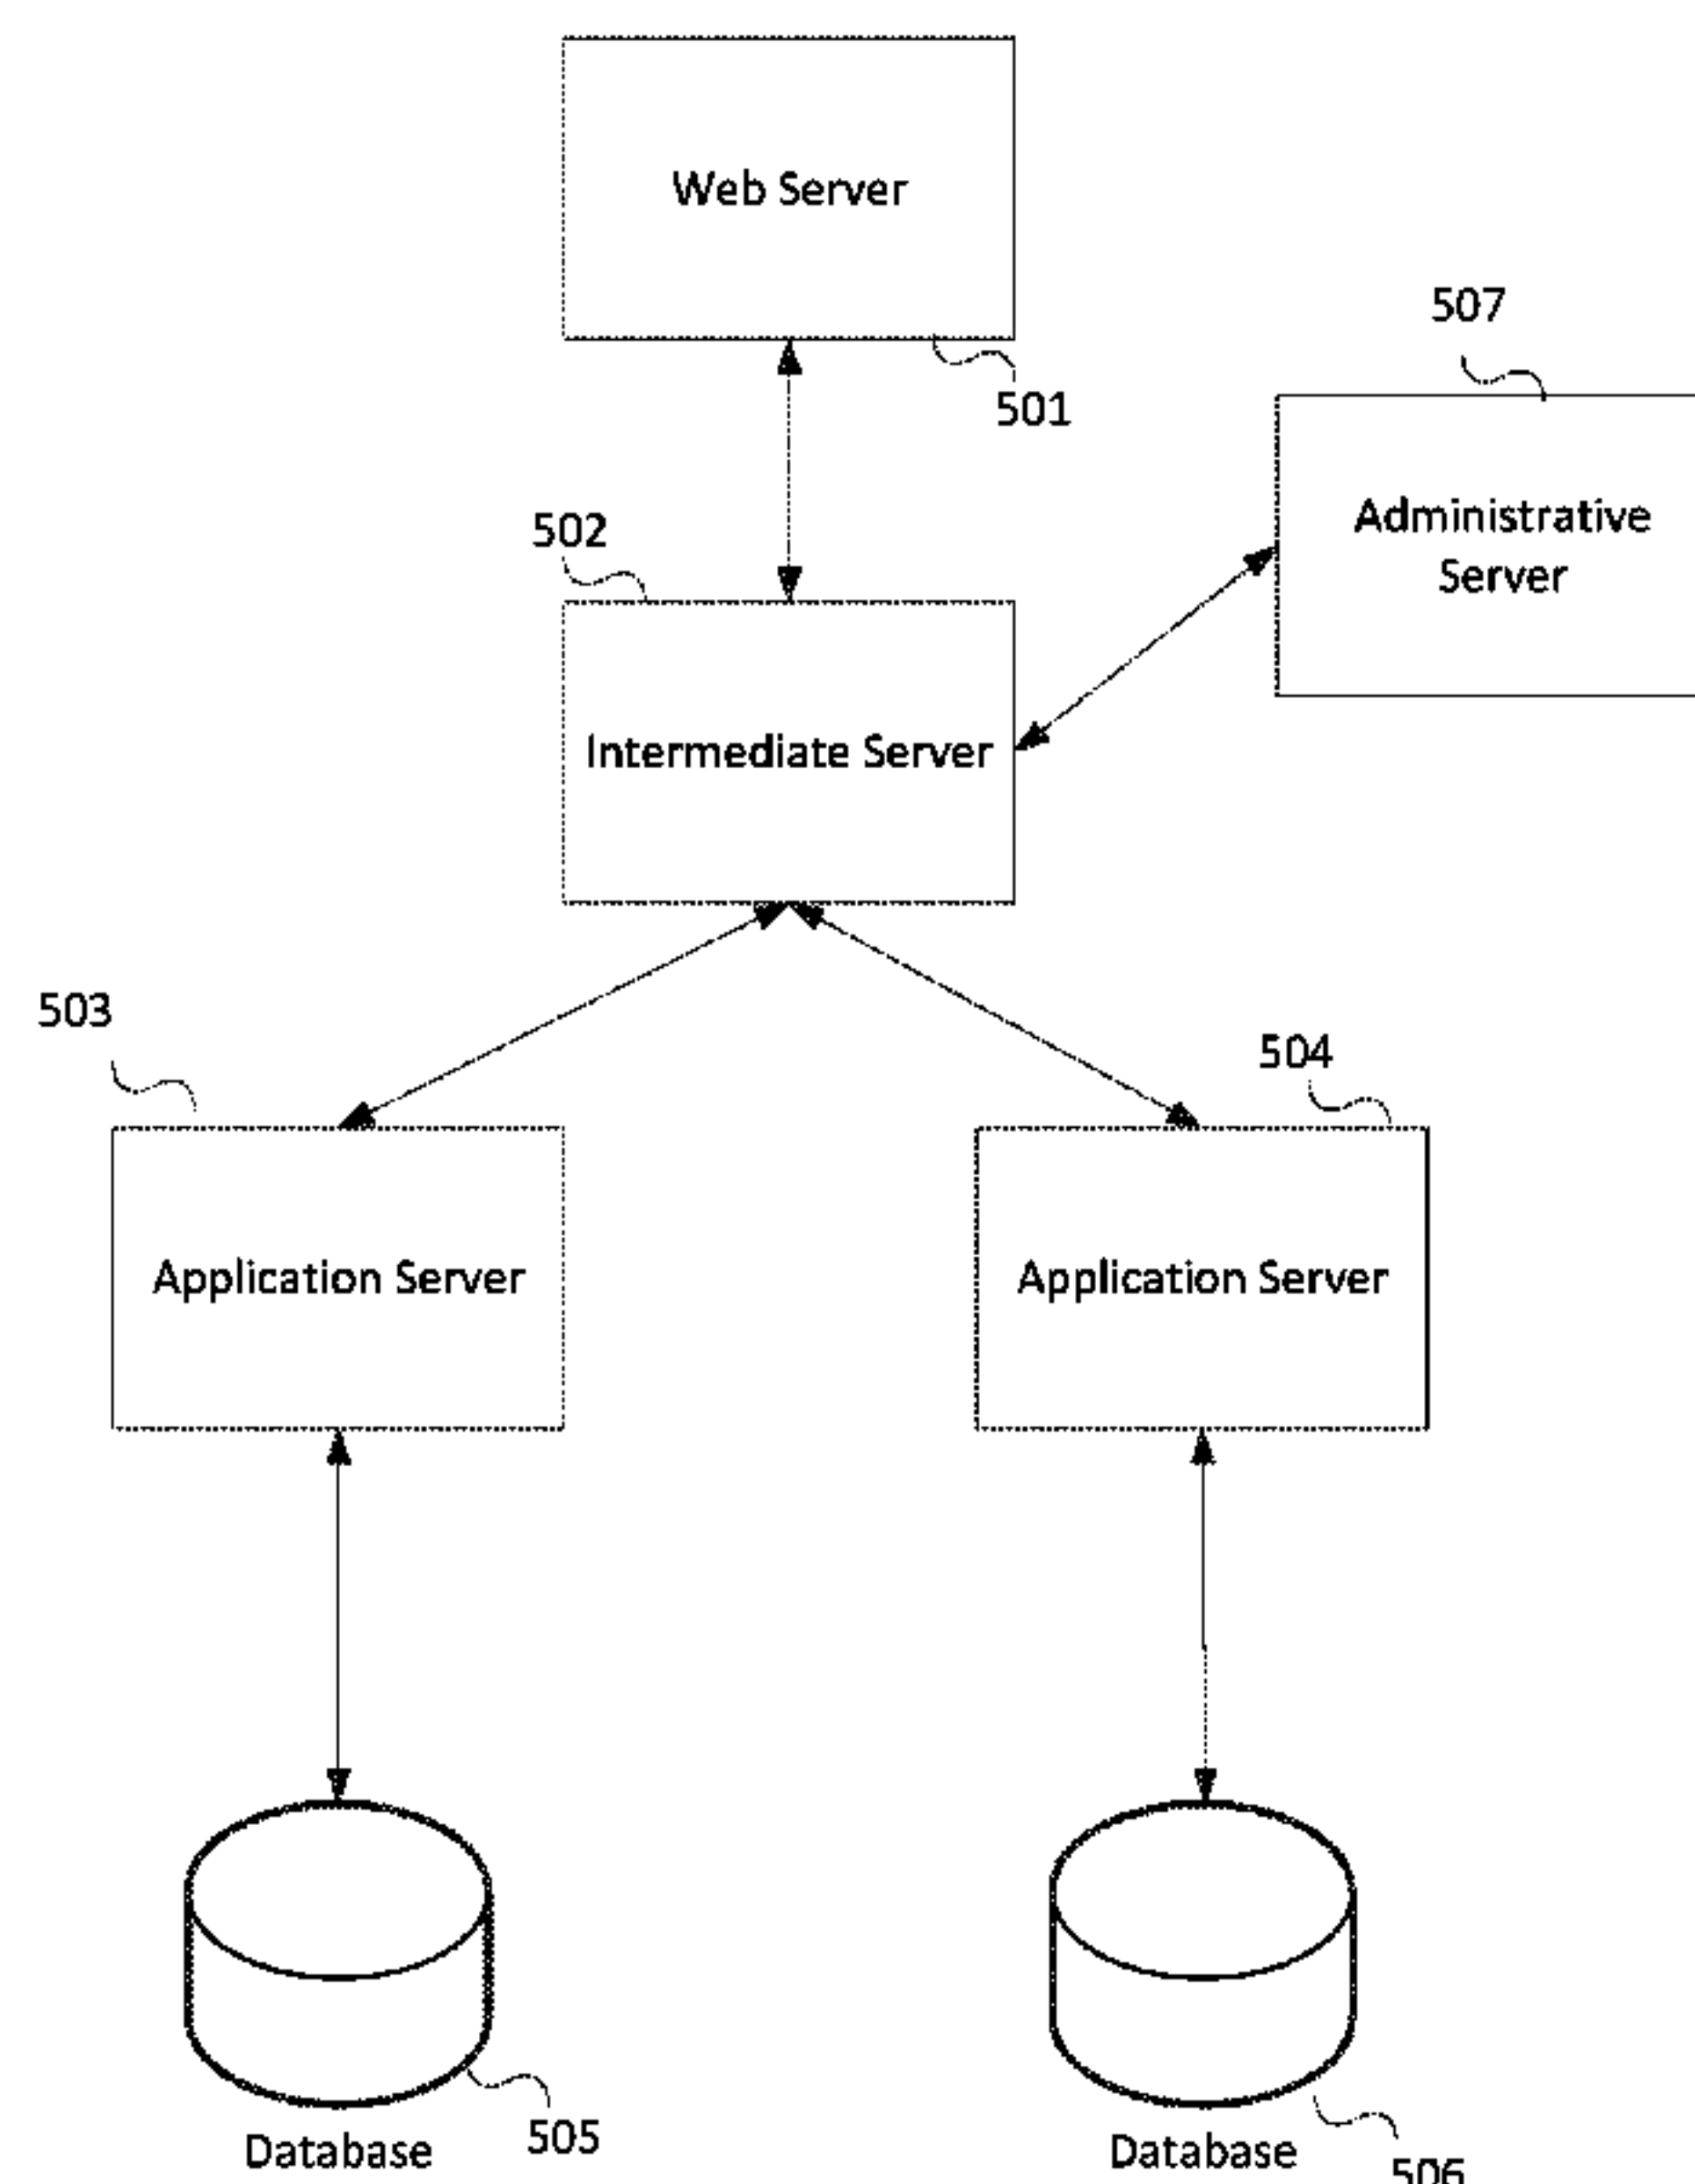 Web Server
501
507
Administrative
Server
502
Intermediate Server
503
504
Application Server
Application Server
505
Database
Database
506